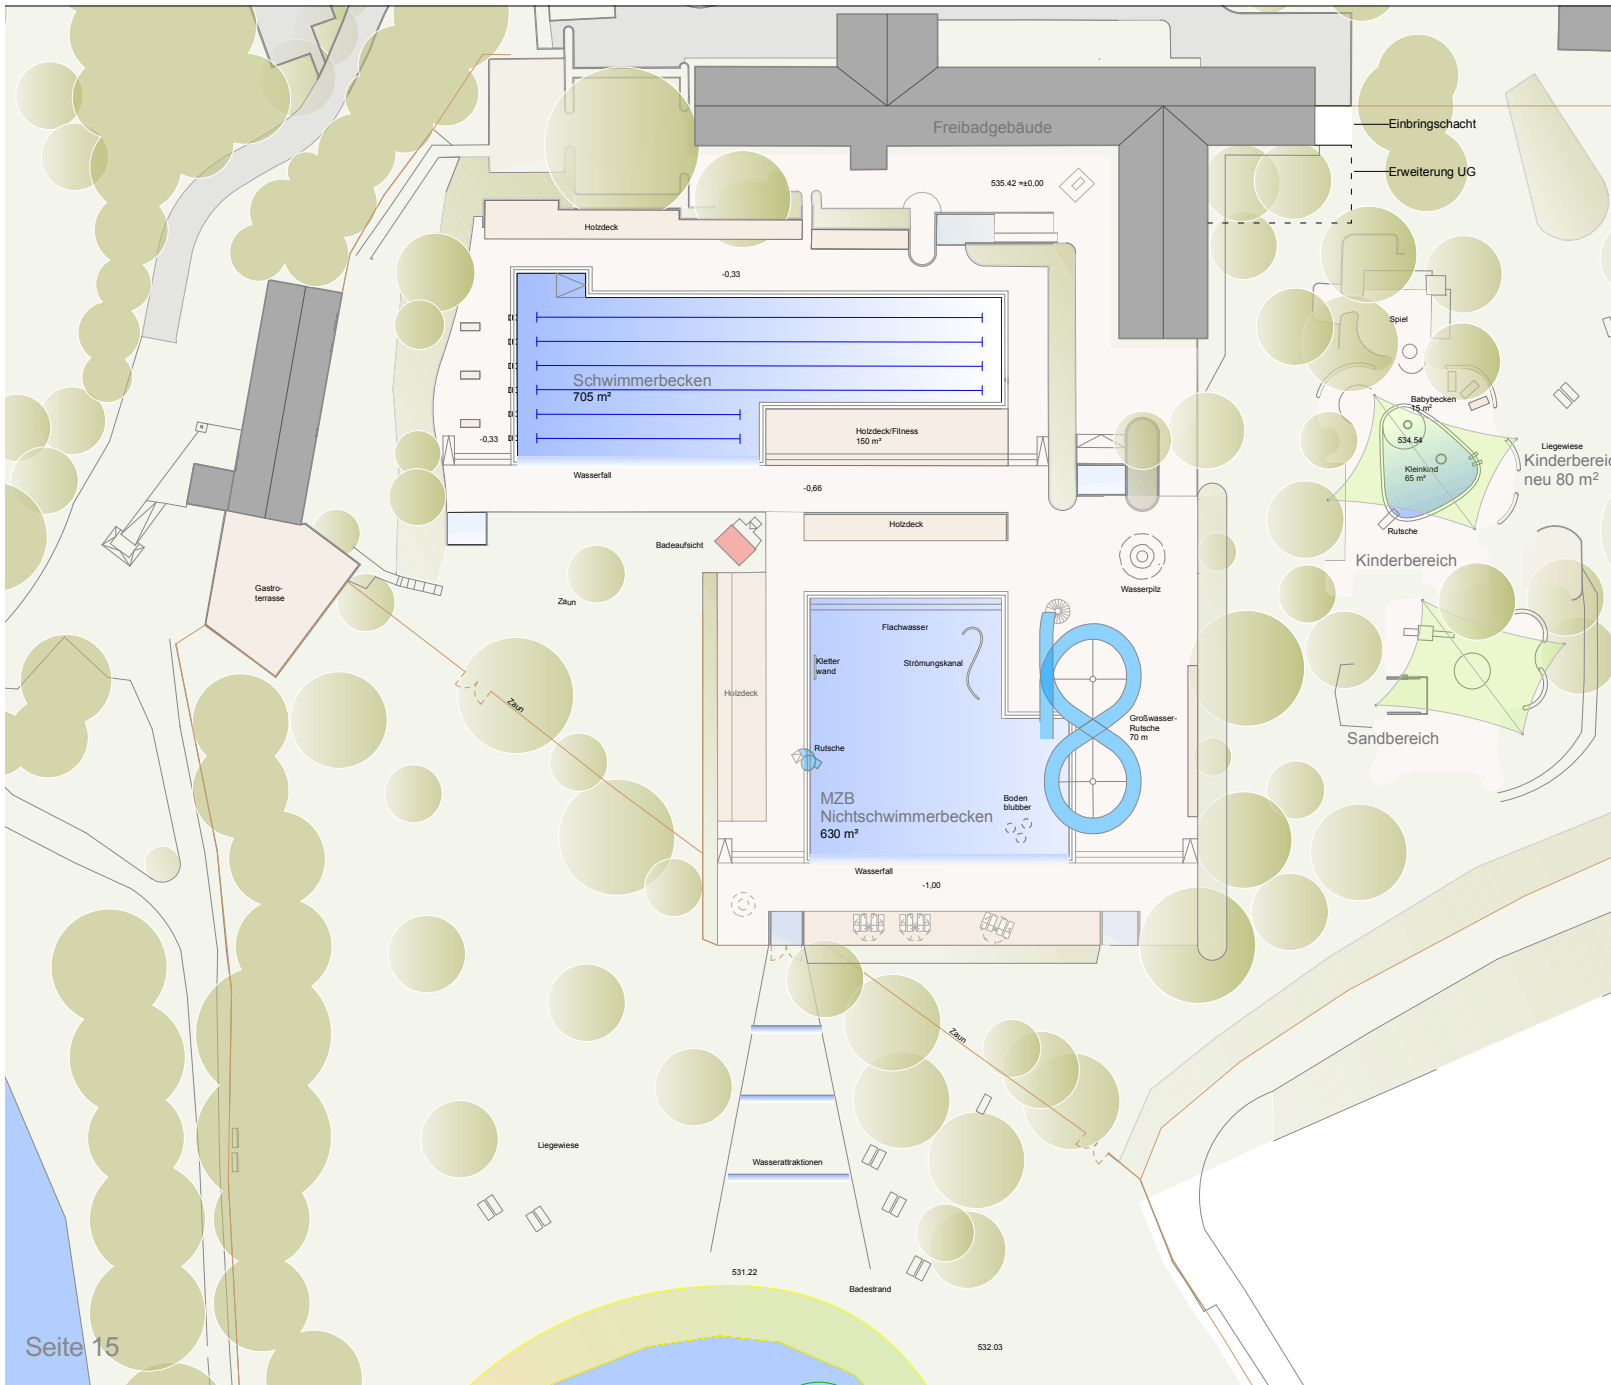 Freibadgebäude
Einbringschacht
Erweiterung UG
535.42 =±0,00
Holzdeck
-0,33
Spiel
Schwimmerbecken
705 m²
Babybecken
15 m²
Holzdeck/Fitness
150 m²
-0,33
534.54
Liegewiese
Kinderbereic
neu 80 m²
Kleinkind
65 m²
Wasserfall
-0,66
Holzdeck
Rutsche
Badeaufsicht
Kinderbereich
Wasserpilz
Gastro-
terrasse
Zaun
Flachwasser
Kletter
wand
Strömungskanal
Holzdeck
Zaun
Großwasser-
Rutsche
70 m
Sandbereich
Rutsche
MZB
Nichtschwimmerbecken
630 m²
Boden
blubber
Wasserfall
-1,00
Zaun
Liegewiese
Wasserattraktionen
531.22
Badestrand
532.03
Seite 15